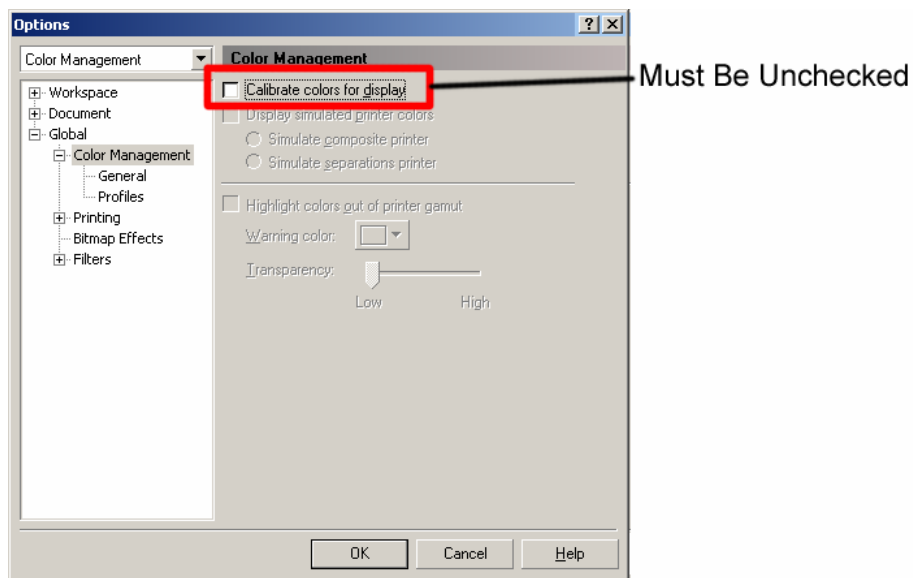 Options
Color Management
Color Management
Workspace
Document
Global
Color Management
General
Profiles
Printing
Bitmap Effects
Filters
Calibrate colors for display
Display simulated printer colors
Simulate composite printer
Simulate separations printer
Highlight colors out of printer gamut
Warning color:
Transparency:
Low High
OK Cancel Help
Must Be Unchecked